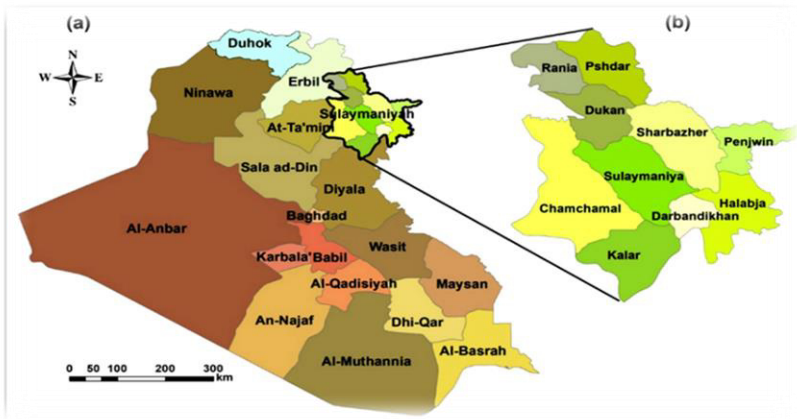 (a)
(b)
N
W E
S
Duhok
Erbil
Ninawa
Sulaymaniyah
At-Ta'mim
Sala ad-Din
Diyala
Baghdad
Al-Anbar
Wasit
Karbala'
Babil
Al-Qadisiyah
Maysan
An-Najaf
Dhi-Qar
Al-Basrah
Al-Muthannia
0 50 100 200 300
km
Rania
Pshdar
Dukan
Sharbazher
Penjwin
Sulaymaniya
Halabja
Chamchamal
Darbandikhan
Kalar